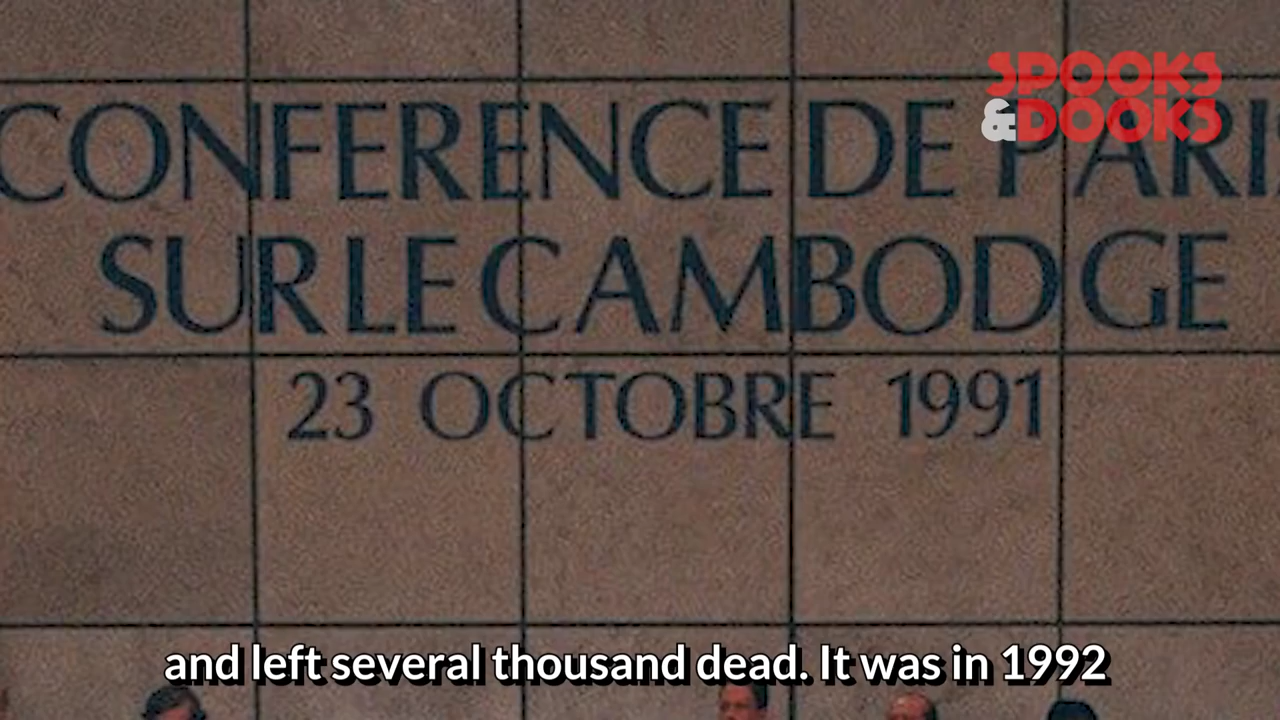 SPOOKS
&DOOKS
CONFERENCE DE PARIS
SUR LE CAMBODGE
23 OCTOBRE 1991
and left several thousand dead. It was in 1992